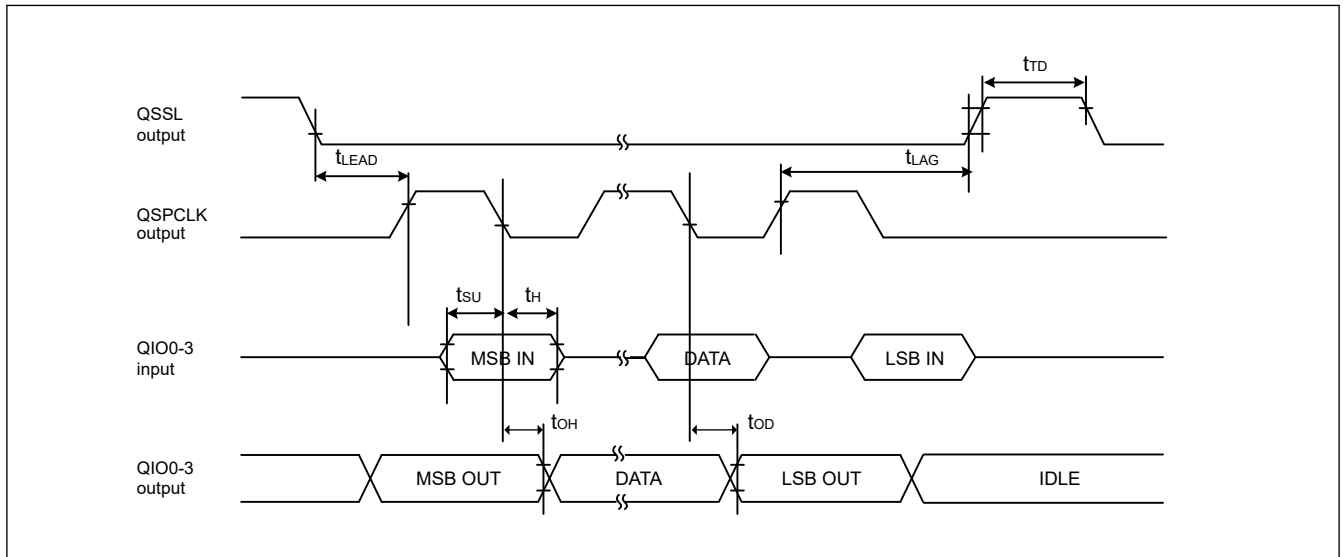 tTD
QSSL
output
tLEAD
tLAG
QSPCLK
output
tSU
tH
QIO0-3
input
MSB IN
DATA
LSB IN
tOH
tOD
QIO0-3
output
MSB OUT
DATA
LSB OUT
IDLE